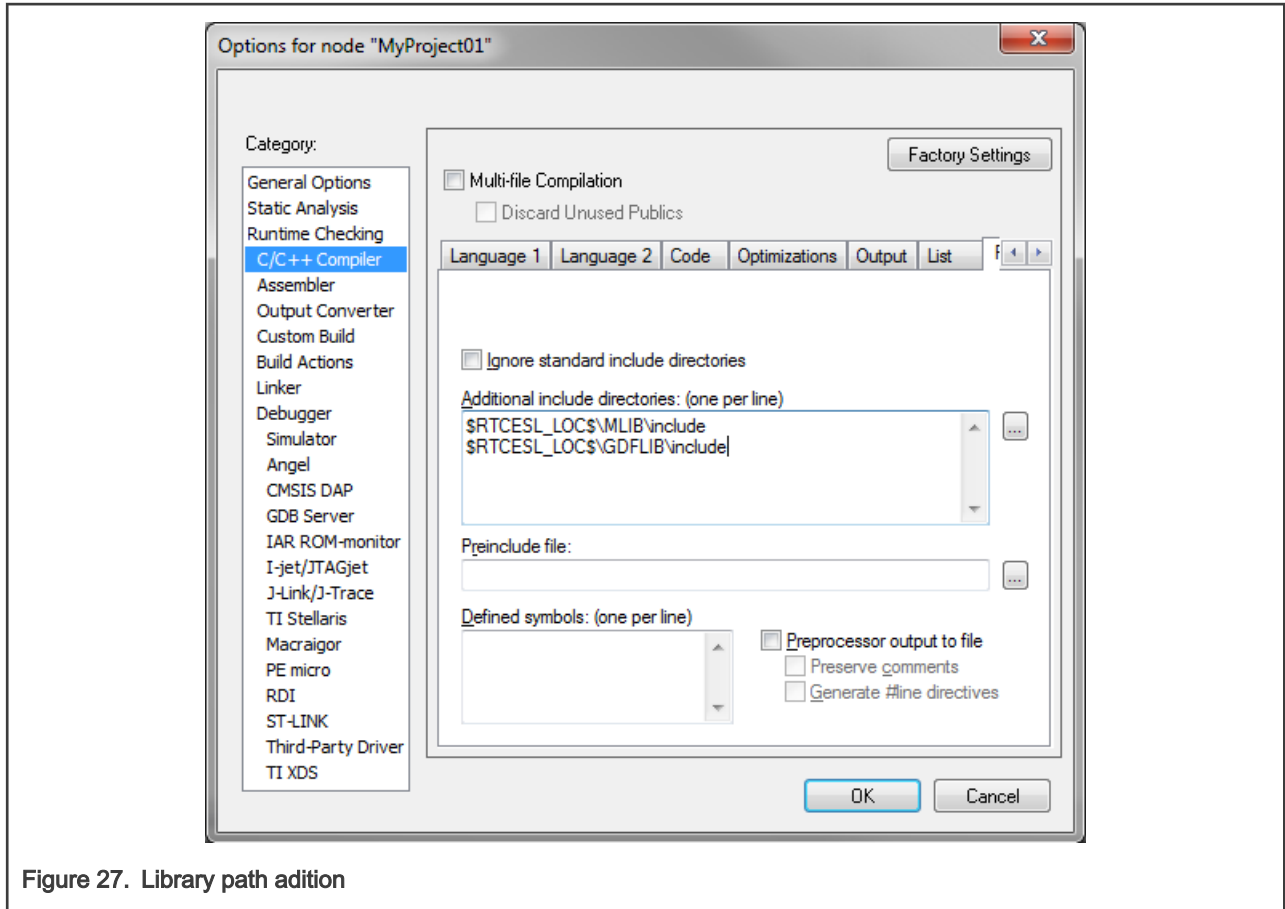 Options for node "MyProject01"
Category:
General Options
Static Analysis
Runtime Checking
C/C++ Compiler
Assembler
Output Converter
Custom Build
Build Actions
Linker
Debugger
Simulator
Angel
CMSIS DAP
GDB Server
IAR ROM-monitor
I-jet/JTAGjet
J-Link/J-Trace
TI Stellaris
Macraigor
PE micro
RDI
ST-LINK
Third-Party Driver
TI XDS
Factory Settings
Multi-file Compilation
Discard Unused Publics
Language 1 Language 2 Code Optimizations Output List
Ignore standard include directories
Additional include directories: (one per line)
$RTCESL_LOC$\MLIB\include
$RTCESL_LOC$\GDFLIB\include
...
Preinclude file:
...
Defined symbols: (one per line)
Preprocessor output to file
Preserve comments
Generate #line directives
OK Cancel
Figure 27. Library path adition